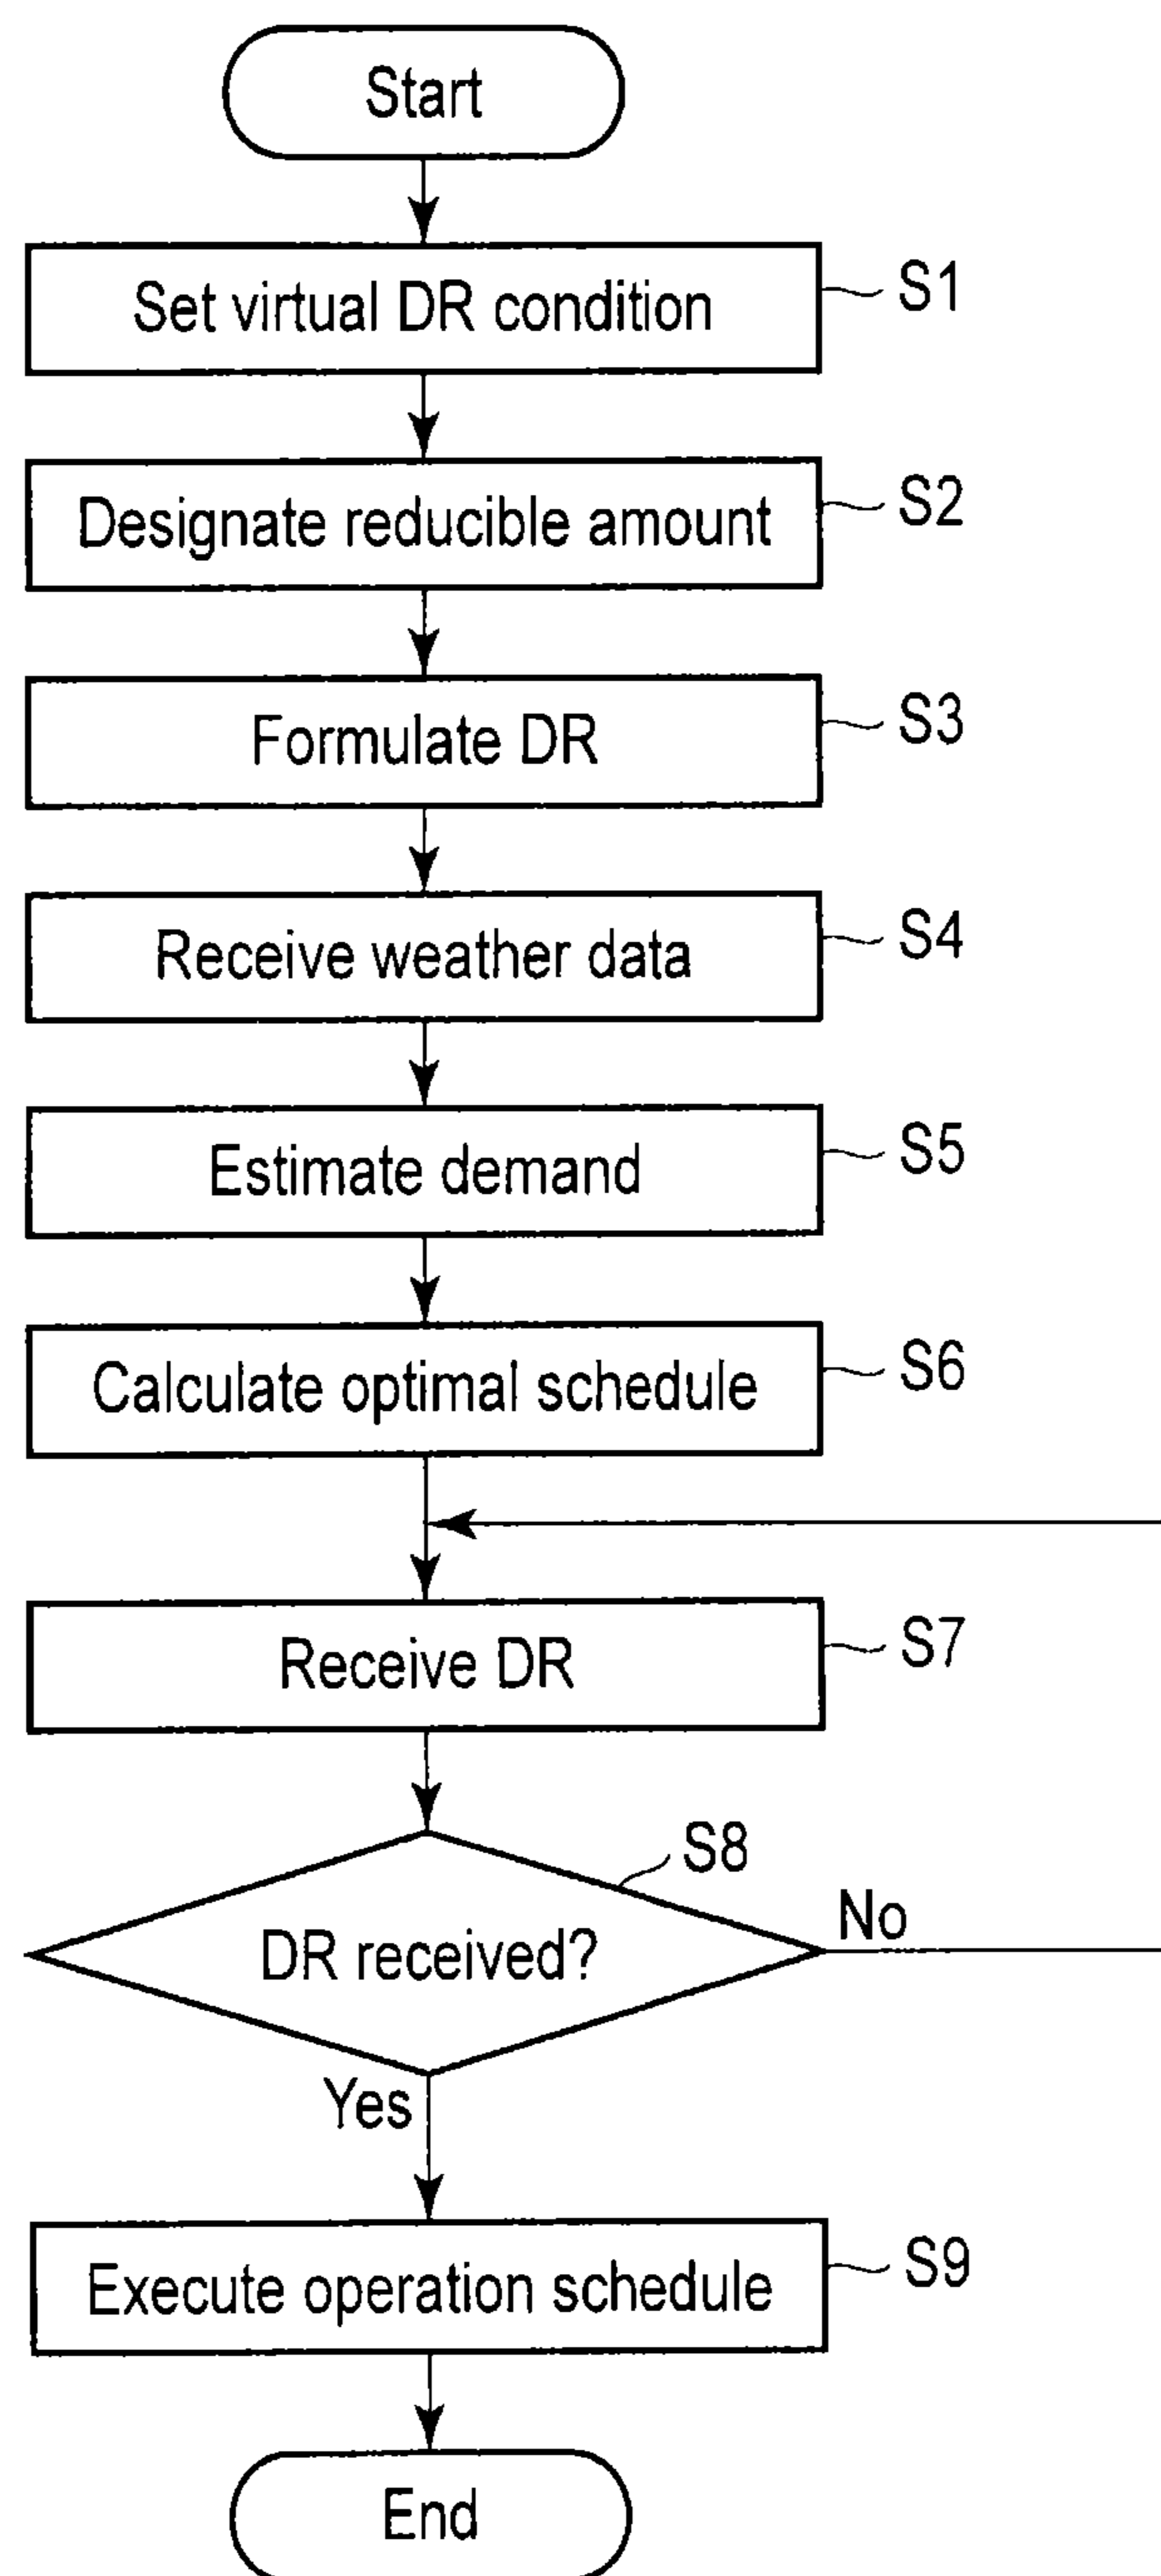 Start
Set virtual DR condition
S1
Designate reducible amount
S2
Formulate DR
S3
Receive weather data
S4
Estimate demand
S5
Calculate optimal schedule
S6
Receive DR
S7
S8
DR received?
No
Yes
Execute operation schedule
S9
End